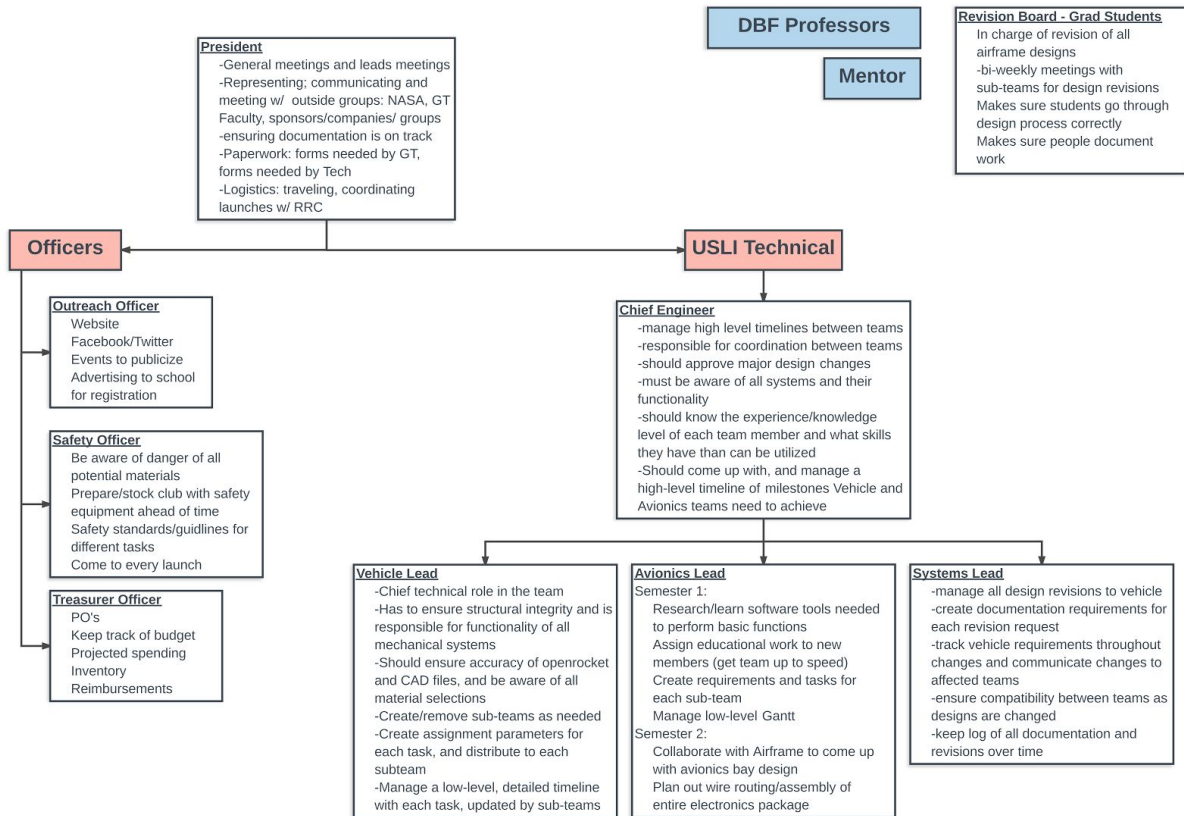 DBF Professors
Mentor
Revision Board - Grad Students
In charge of revision of all
airframe designs
-bi-weekly meetings with
sub-teams for design revisions
Makes sure students go through
design process correctly
Makes sure people document
work
President
-General meetings and leads meetings
-Representing; communicating and
meeting w/ outside groups: NASA, GT
Faculty, sponsors/companies/ groups
-ensuring documentation is on track
-Paperwork: forms needed by GT,
forms needed by Tech
-Logistics: traveling, coordinating
launches w/ RRC
Officers
USLI Technical
Outreach Officer
Website
Facebook/Twitter
Events to publicize
Advertising to school
for registration
Safety Officer
Be aware of danger of all
potential materials
Prepare/stock club with safety
equipment ahead of time
Safety standards/guidlines for
different tasks
Come to every launch
Treasurer Officer
PO's
Keep track of budget
Projected spending
Inventory
Reimbursements
Chief Engineer
-manage high level timelines between teams
-responsible for coordination between teams
-should approve major design changes
-must be aware of all systems and their
functionality
-should know the experience/knowledge
level of each team member and what skills
they have than can be utilized
-Should come up with, and manage a
high-level timeline of milestones Vehicle and
Avionics teams need to achieve
Vehicle Lead
-Chief technical role in the team
-Has to ensure structural integrity and is
responsible for functionality of all
mechanical systems
-Should ensure accuracy of openrocket
and CAD files, and be aware of all
material selections
-Create/remove sub-teams as needed
-Create assignment parameters for
each task, and distribute to each
subteam
-Manage a low-level, detailed timeline
with each task, updated by sub-teams
Avionics Lead
Semester 1:
Research/learn software tools needed
to perform basic functions
Assign educational work to new
members (get team up to speed)
Create requirements and tasks for
each sub-team
Manage low-level Gantt
Semester 2:
Collaborate with Airframe to come up
with avionics bay design
Plan out wire routing/assembly of
entire electronics package
Systems Lead
-manage all design revisions to vehicle
-create documentation requirements for
each revision request
-track vehicle requirements throughout
changes and communicate changes to
affected teams
-ensure compatibility between teams as
designs are changed
-keep log of all documentation and
revisions over time